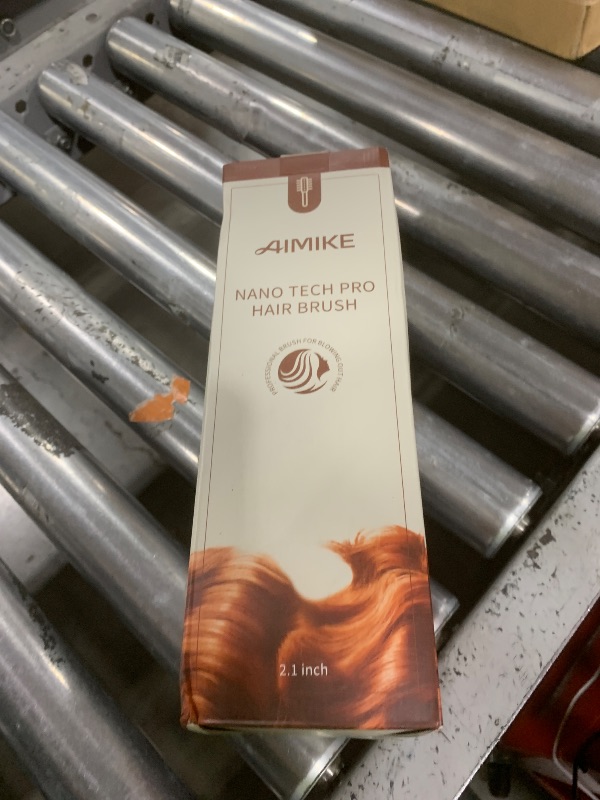 AIMIKE
NANO TECH PRO
HAIR BRUSH
PROFESSIONAL BRUSH FOR BLOWING OUT HAIR
2.1 inch